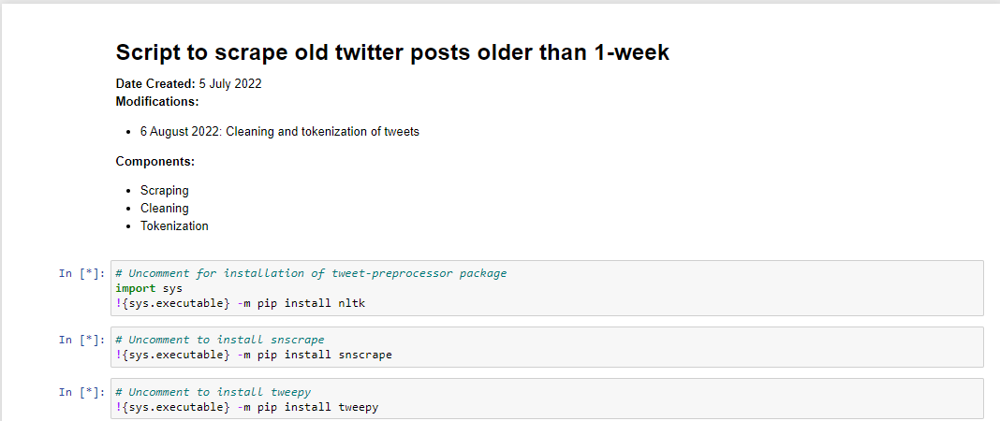 Script to scrape old twitter posts older than 1-week
Date Created: 5 July 2022
Modifications:
• 6 August 2022: Cleaning and tokenization of tweets
Components:
• Scraping
• Cleaning
• Tokenization
In [*]: # Uncomment for installation of tweet-preprocessor package
import sys
!{sys.executable} -m pip install nltk
In [*]: # Uncomment to install snscrape
!{sys.executable} -m pip install snscrape
In [*]: # Uncomment to install tweepy
!{sys.executable} -m pip install tweepy